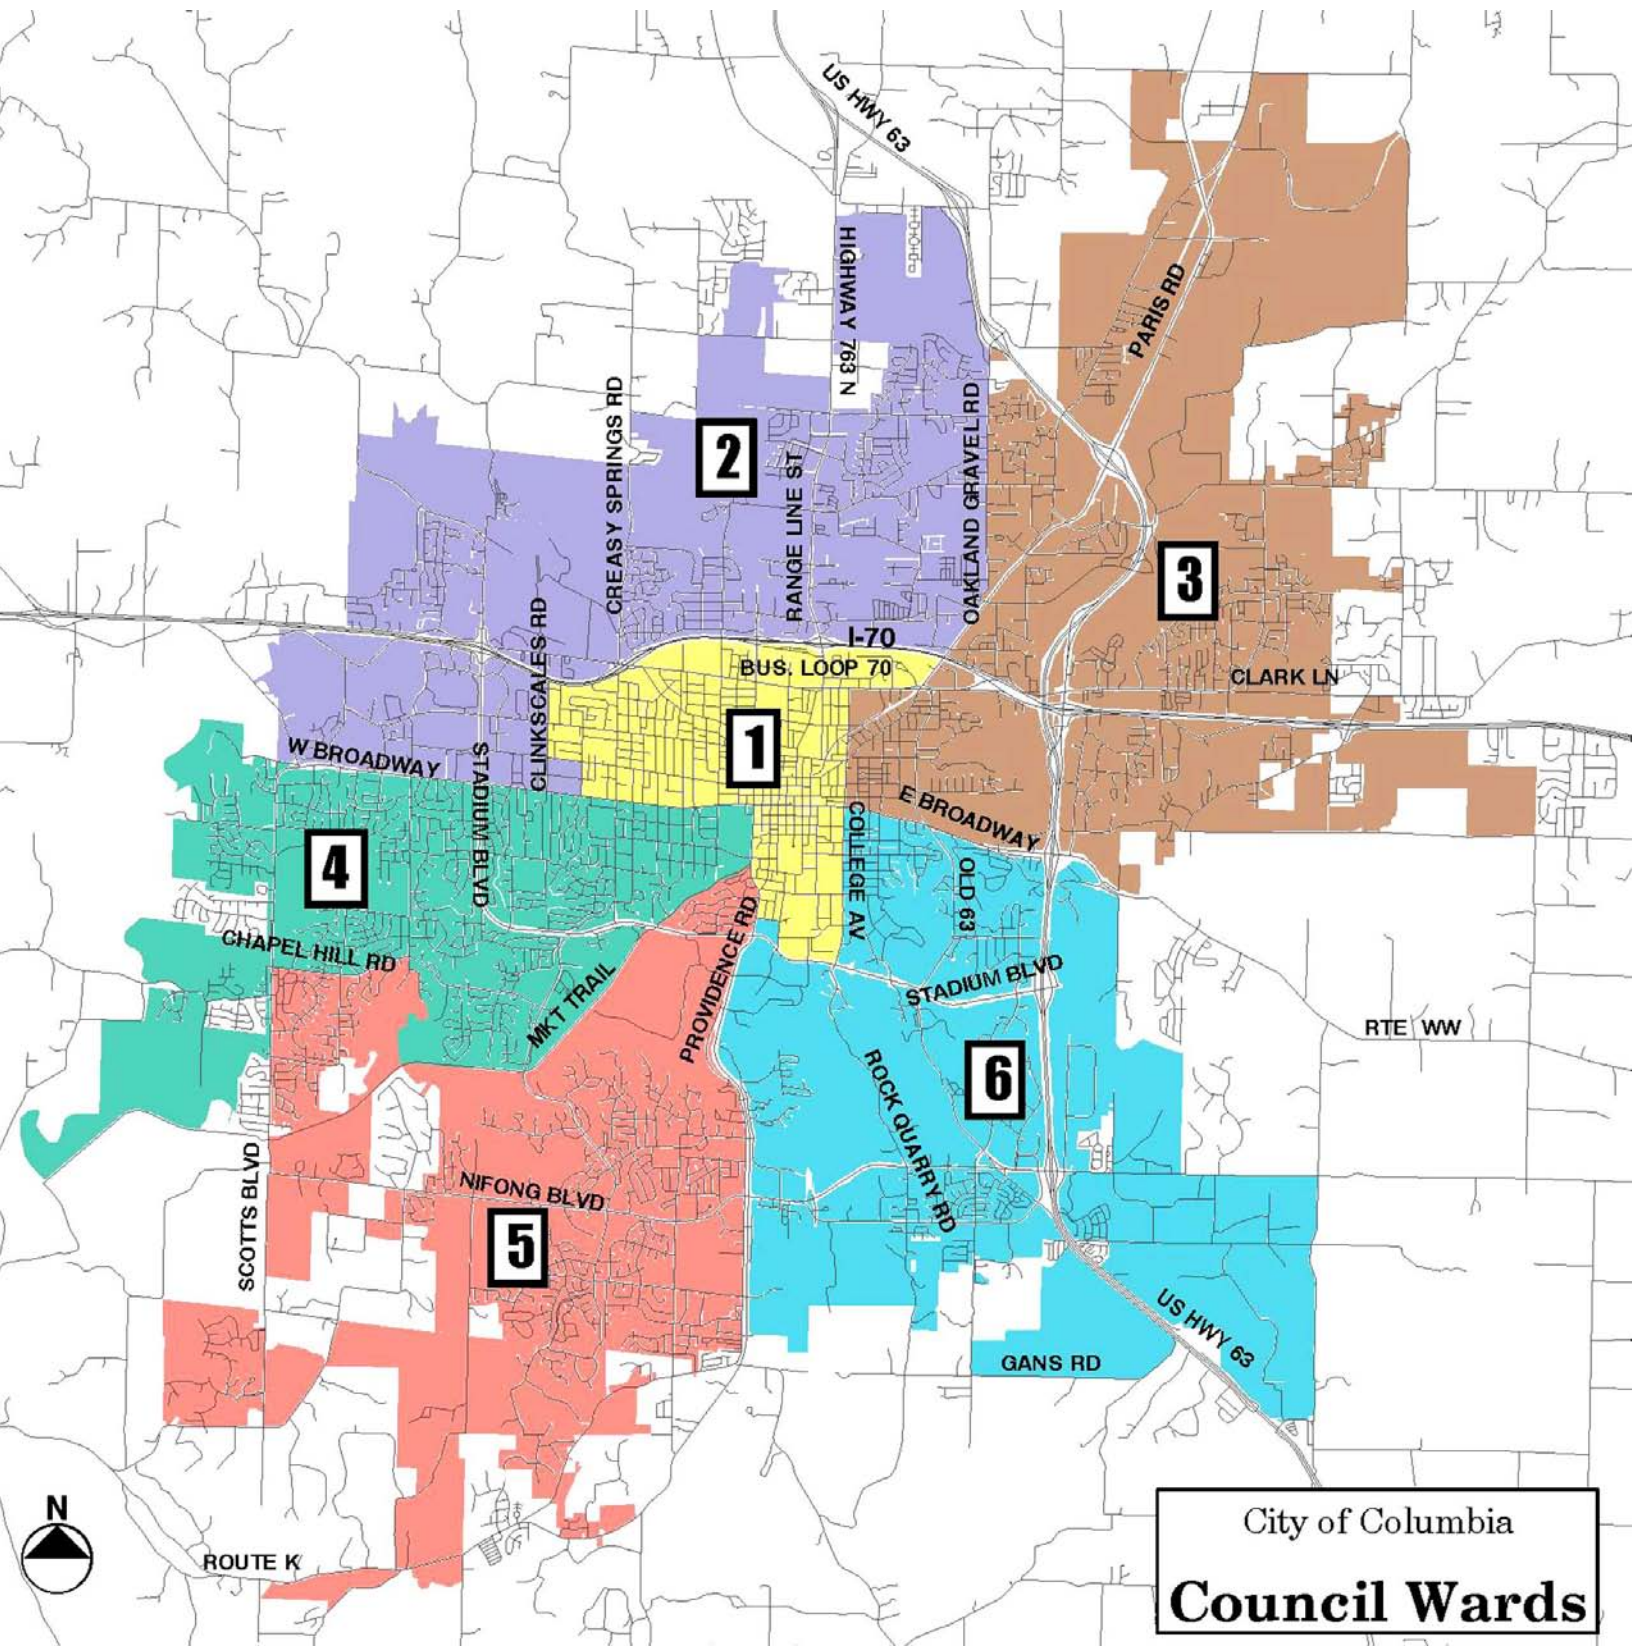 US HWY 63
HIGHWAY 763 N
PARIS RD
CREASY SPRINGS RD
2
RANGE LINE ST
OAKLAND GRAVEL RD
3
CLINKSCALES RD
I-70
BUS. LOOP 70
CLARK LN
1
W BROADWAY
STADIUM BLVD
E BROADWAY
COLLEGE AV
4
OLD 63
CHAPEL HILL RD
PROVIDENCE RD
MKT TRAIL
STADIUM BLVD
RTE WW
6
ROCK QUARRY RD
SCOTTS BLVD
NIFONG BLVD
5
US HWY 63
GANS RD
N
ROUTE K
City of Columbia
Council Wards